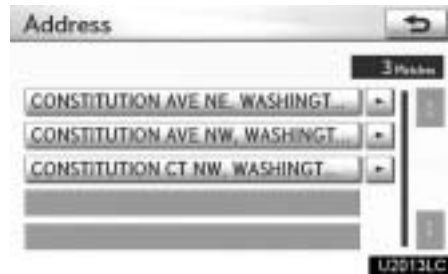 Address
3 Matches
CONSTITUTION AVE NE, WASHINGT...
CONSTITUTION AVE NW, WASHINGT...
CONSTITUTION CT NW, WASHINGT...
U2013LC